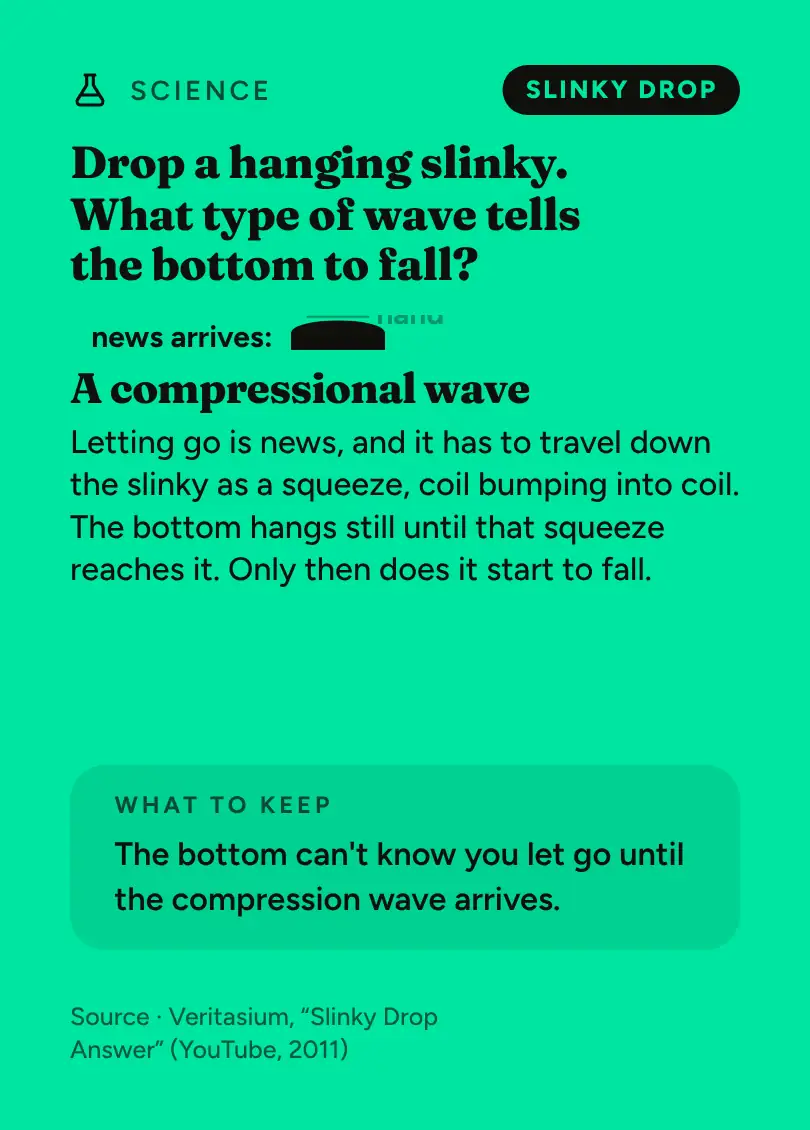 SCIENCE
SLINKY DROP
Drop a hanging slinky.
What type of wave tells
the bottom to fall?
hand
news arrives:
A compressional wave
Letting go is news, and it has to travel down
the slinky as a squeeze, coil bumping into coil.
The bottom hangs still until that squeeze
reaches it. Only then does it start to fall.
WHAT TO KEEP
The bottom can't know you let go until
the compression wave arrives.
Source · Veritasium, “Slinky Drop
Answer” (YouTube, 2011)